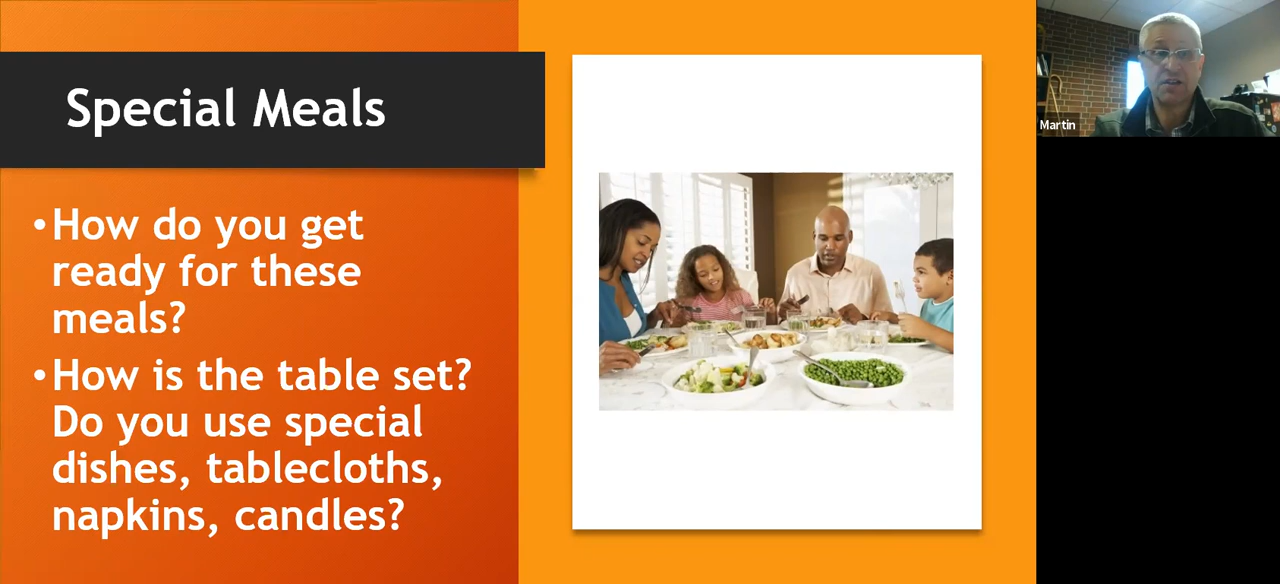 Special Meals
•How do you get
ready for these
meals?
•How is the table set?
Do you use special
dishes, tablecloths,
napkins, candles?
Martin